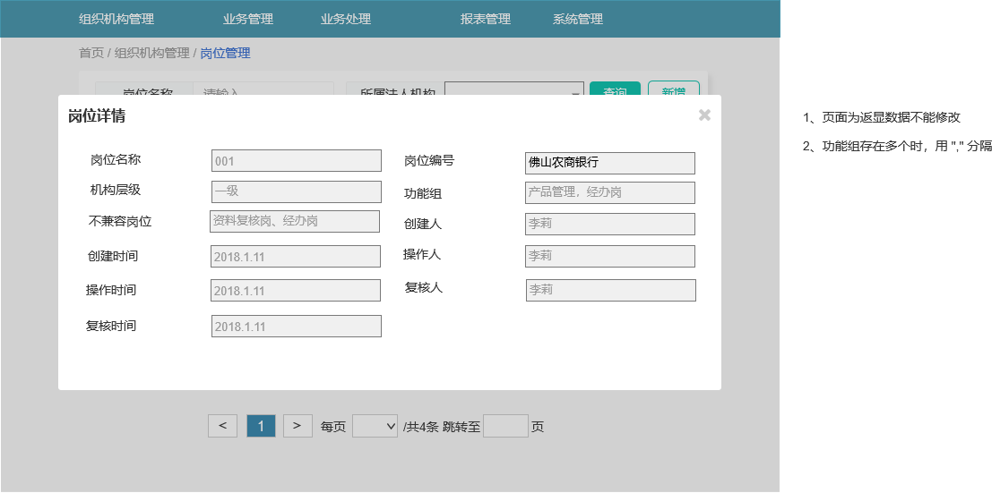 组织机构管理 业务管理 业务处理 报表管理 系统管理
首页 / 组织机构管理 / 岗位管理
岗位名称 请输入 所属法人机构 查询 新增
岗位详情
岗位名称 001 岗位编号 佛山农商银行
机构层级 一级 功能组 产品管理，经办岗
不兼容岗位 资料复核岗、经办岗 创建人 李莉
创建时间 2018.1.11 操作人 李莉
操作时间 2018.1.11 复核人 李莉
复核时间 2018.1.11
< 1 > 每页 /共4条 跳转至 页
1、页面为返显数据不能修改
2、功能组存在多个时，用 "," 分隔